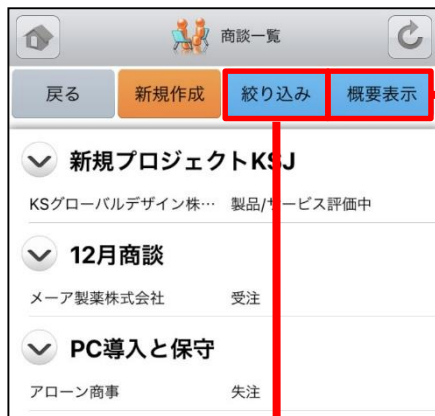 商談一覧
戻る 新規作成 絞り込み 概要表示
新規プロジェクトKSJ
KSグローバルデザイン株… 製品/サービス評価中
12月商談
メーア製薬株式会社 受注
PC導入と保守
アローン商事 失注